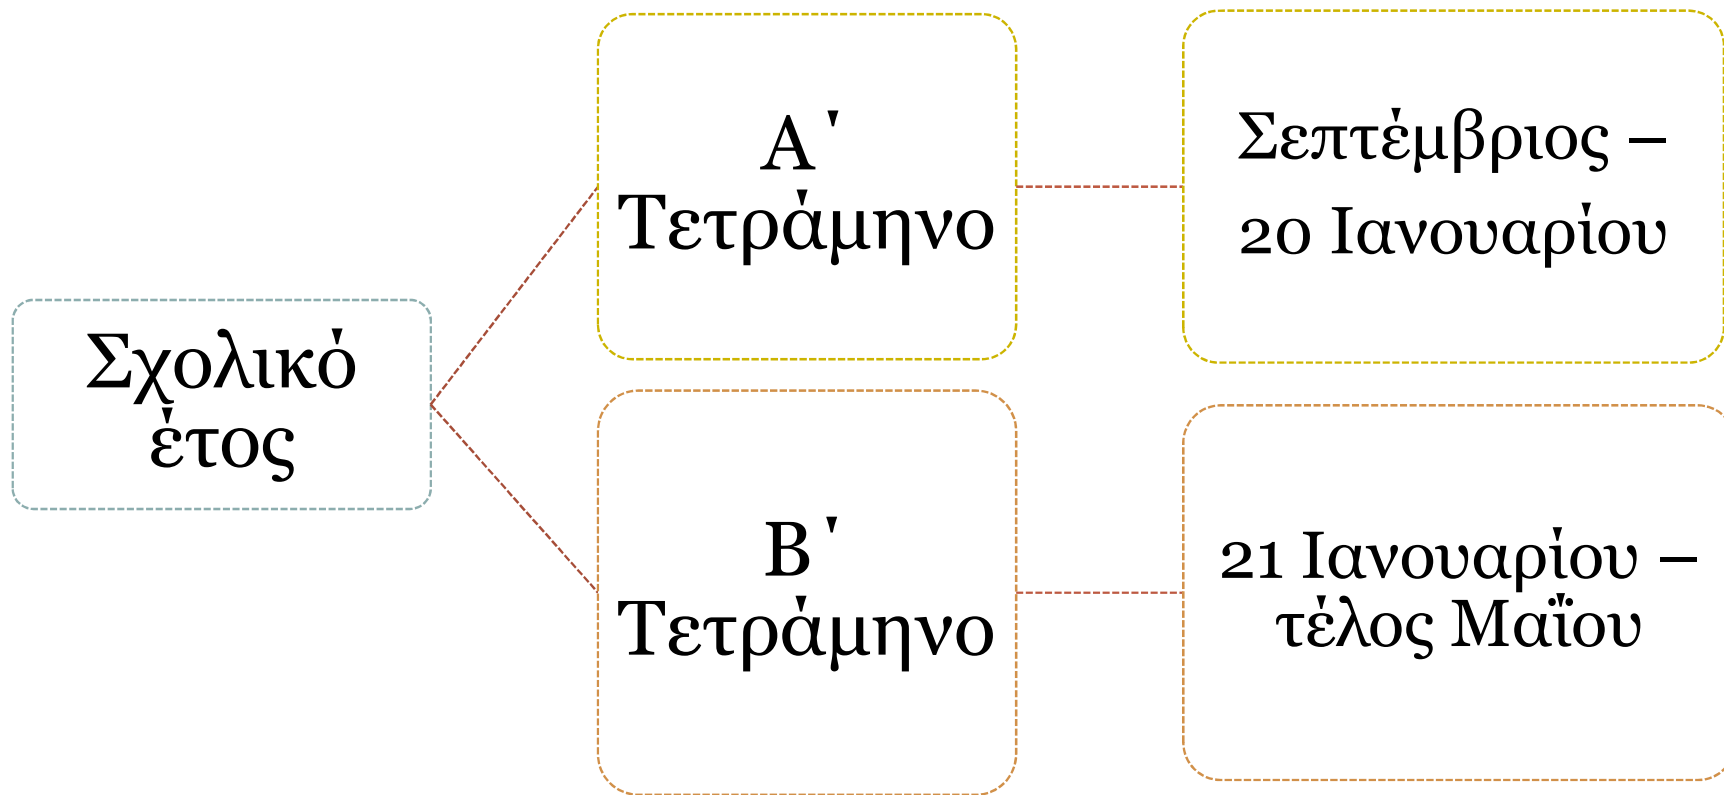 Σχολικό
έτος
Α΄
Τετράμηνο
Σεπτέμβριος –
20 Ιανουαρίου
Β΄
Τετράμηνο
21 Ιανουαρίου –
τέλος Μαΐου